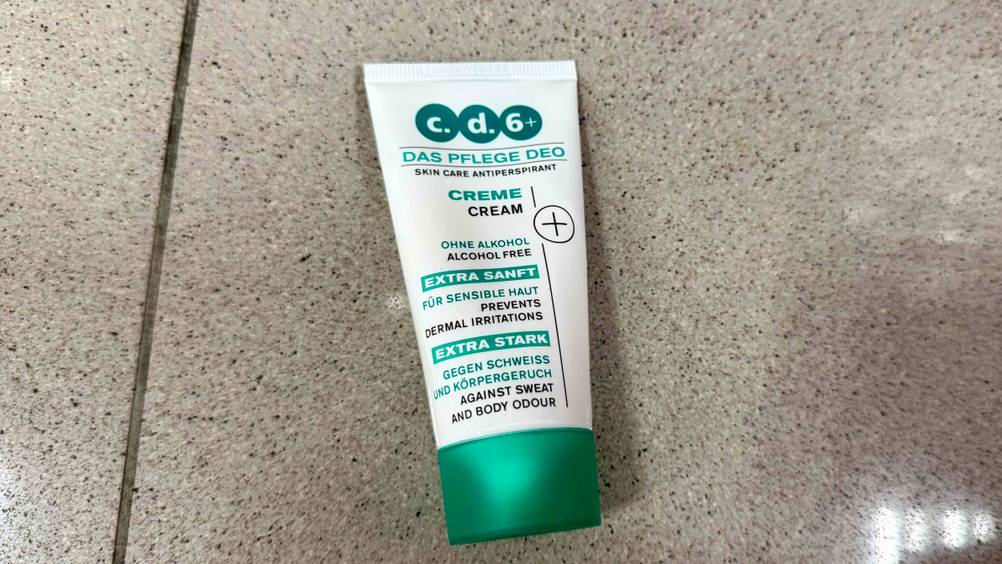 c. d. 6+
DAS PFLEGE DEO
SKIN CARE ANTIPERSPIRANT
CREME
CREAM
OHNE ALKOHOL
ALCOHOL FREE
EXTRA SANFT
FÜR SENSIBLE HAUT
PREVENTS
DERMAL IRRITATIONS
EXTRA STARK
GEGEN SCHWEISS
UND KÖRPERGERUCH
AGAINST SWEAT
AND BODY ODOUR